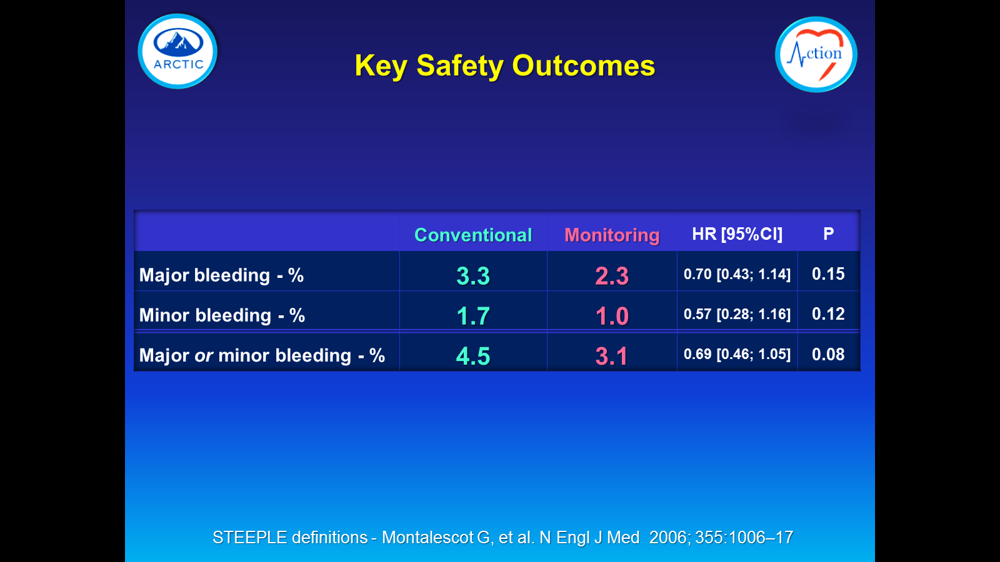 ARCTIC
Action
Key Safety Outcomes
Conventional Monitoring HR [95%CI] P
Major bleeding - % 3.3 2.3 0.70 [0.43; 1.14] 0.15
Minor bleeding - % 1.7 1.0 0.57 [0.28; 1.16] 0.12
Major or minor bleeding - % 4.5 3.1 0.69 [0.46; 1.05] 0.08
STEEPLE definitions - Montalescot G, et al. N Engl J Med 2006; 355:1006–17